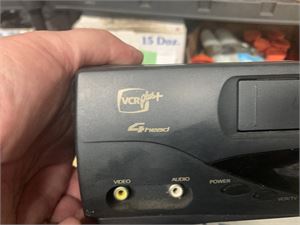 15 Doz.
VCR Plus+
4 head
VIDEO
AUDIO
POWER
VCR/TV